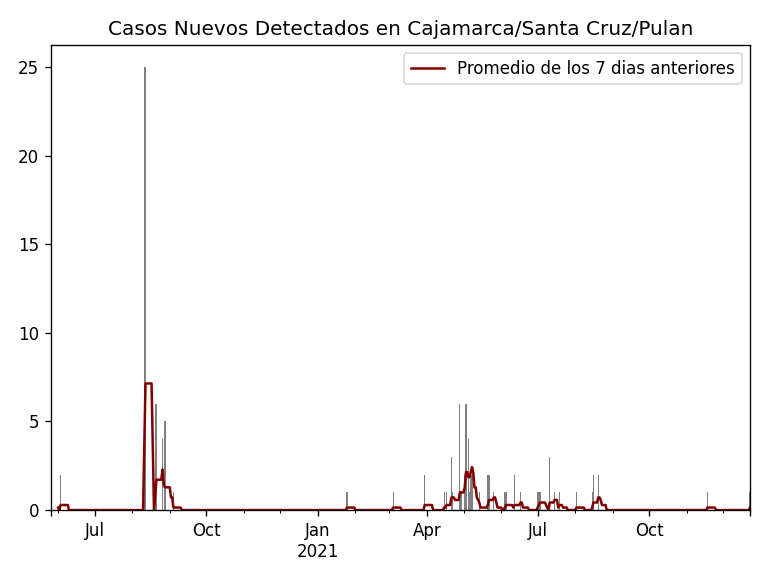 Casos Nuevos Detectados en Cajamarca/Santa Cruz/Pulan
Promedio de los 7 dias anteriores
25
20
15
10
5
0
Jul Oct Jan Apr Jul Oct
2021